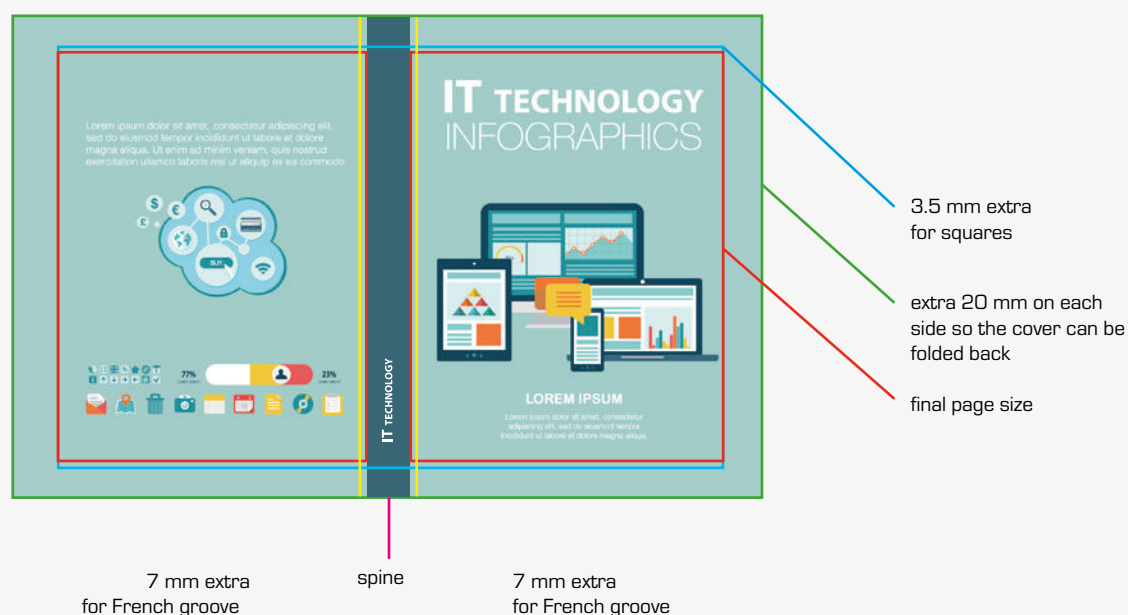 IT TECHNOLOGY
INFOGRAPHICS
Lorem ipsum dolor sit amet, consectetur adipiscing elit,
sed do eiusmod tempor incididunt ut labore et dolore
magna aliqua. Ut enim ad minim veniam, quis nostrud
exercitation ullamco laboris nisi ut aliquip ex ea commodo
$
€
£
BUY
77%
23%
IT TECHNOLOGY
LOREM IPSUM
Lorem ipsum dolor sit amet, consectetur
adipiscing elit, sed do eiusmod tempor
incididunt ut labore et dolore magna aliqua.
3.5 mm extra
for squares
extra 20 mm on each
side so the cover can be
folded back
final page size
7 mm extra
for French groove
spine
7 mm extra
for French groove